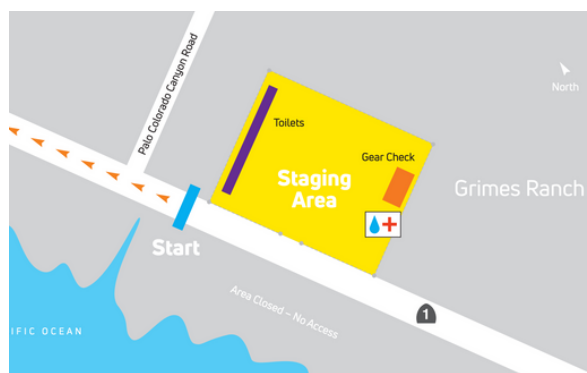 Palo Colorado Canyon Road
North
Toilets
Gear Check
Staging
Area
Grimes Ranch
Start
Area Closed – No Access
1
IFIC OCEAN